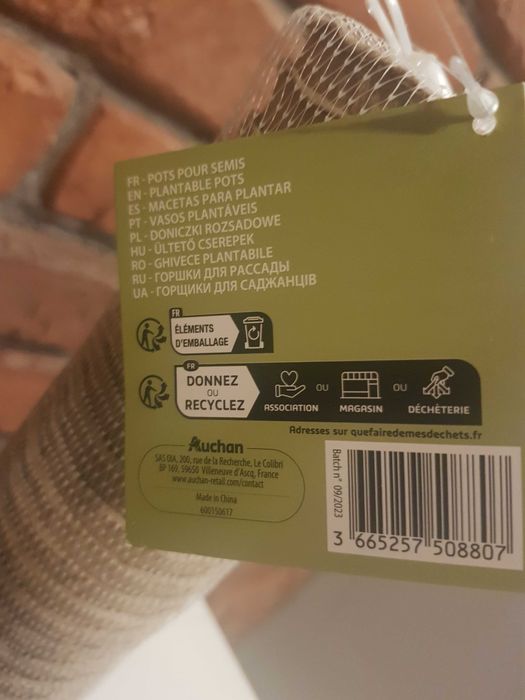 FR - POTS POUR SEMIS
EN - PLANTABLE POTS
ES - MACETAS PARA PLANTAR
PT - VASOS PLANTÁVEIS
PL - DONICZKI ROZSADOWE
HU - ÜLTETŐ CSEREPEK
RO - GHIVECE PLANTABILE
RU - ГОРШКИ ДЛЯ РАССАДЫ
UA - ГОРЩИКИ ДЛЯ САДЖАНЦІВ
FR
ÉLÉMENTS
D'EMBALLAGE
FR
DONNEZ
OU
RECYCLEZ
ASSOCIATION OU MAGASIN OU DÉCHÈTERIE
Adresses sur quefairedemesdechets.fr
Auchan
SAS OIA, 200, rue de la Recherche, Le Colibri
BP 169, 59650 Villeneuve d'Ascq, France
www.auchan-retail.com/contact
Made in China
600150617
Batch n° 09/2023
3 665257 508807